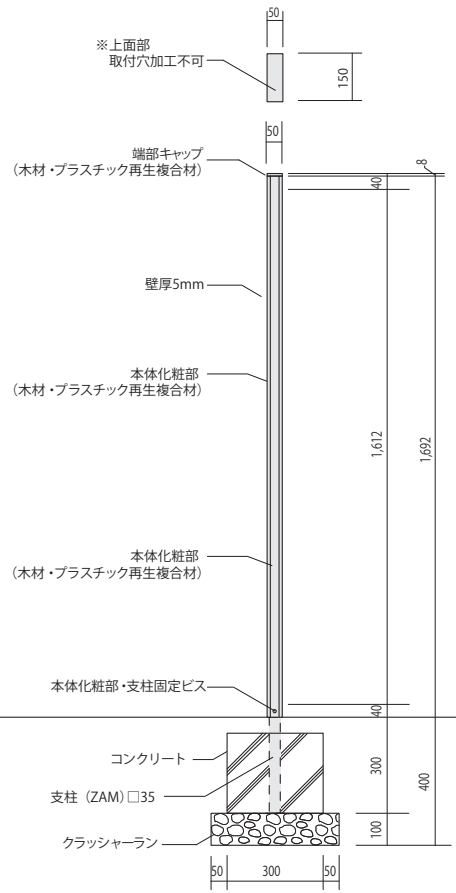 50
※上面部
取付穴加工不可
150
50
端部キャップ
(木材・プラスチック再生複合材)
8
40
壁厚5mm
本体化粧部
(木材・プラスチック再生複合材)
1,612
1,692
本体化粧部
(木材・プラスチック再生複合材)
本体化粧部・支柱固定ビス
40
コンクリート
300
400
支柱 (ZAM) □35
クラッシャーラン
100
50
300
50